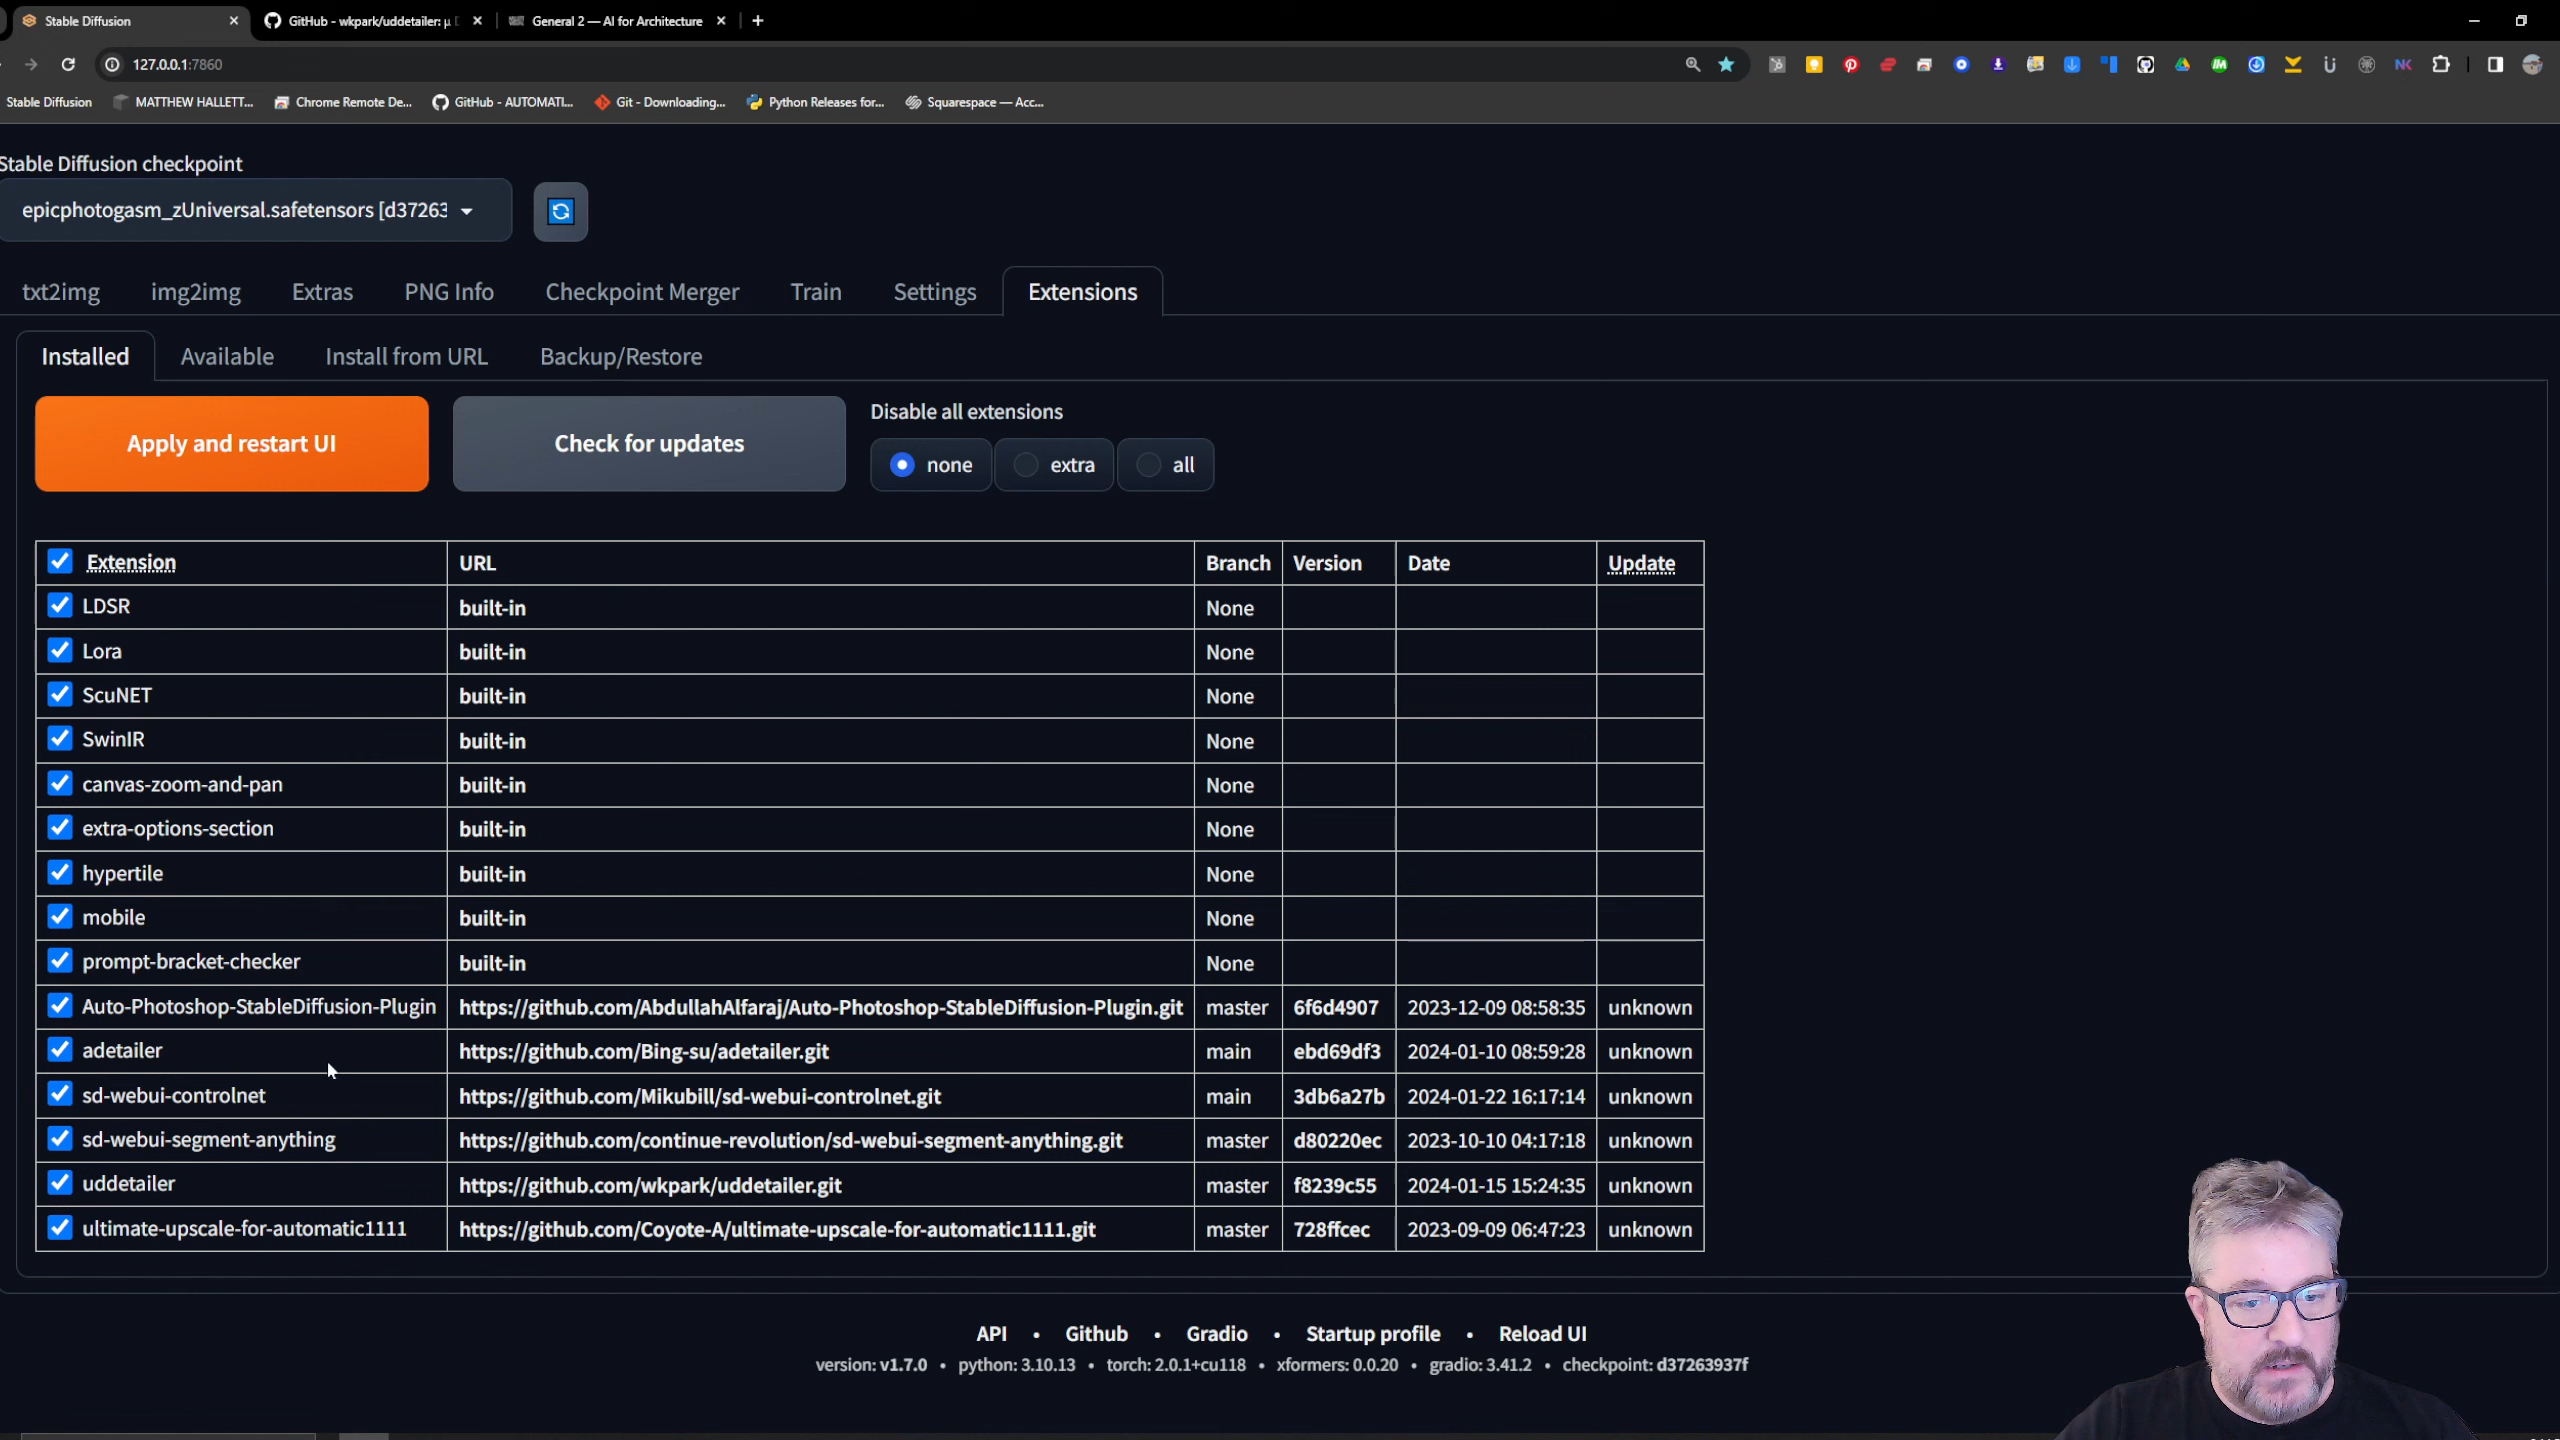 Stable Diffusion
GitHub - wkpark/uddetailer: μ
General 2 — AI for Architecture
127.0.0.1:7860
Stable Diffusion
MATTHEW HALLETT...
Chrome Remote De...
GitHub - AUTOMATI...
Git - Downloading...
Python Releases for...
Squarespace — Acc...
Stable Diffusion checkpoint
epicphotogasm_zUniversal.safetensors [d37263
txt2img img2img Extras PNG Info Checkpoint Merger Train Settings Extensions
Installed Available Install from URL Backup/Restore
Apply and restart UI
Check for updates
Disable all extensions
none extra all
Extension URL Branch Version Date Update
LDSR built-in None
Lora built-in None
ScuNET built-in None
SwinIR built-in None
canvas-zoom-and-pan built-in None
extra-options-section built-in None
hypertile built-in None
mobile built-in None
prompt-bracket-checker built-in None
Auto-Photoshop-StableDiffusion-Plugin https://github.com/AbdullahAlfaraj/Auto-Photoshop-StableDiffusion-Plugin.git master 6f6d4907 2023-12-09 08:58:35 unknown
adetailer https://github.com/Bing-su/adetailer.git main ebd69df3 2024-01-10 08:59:28 unknown
sd-webui-controlnet https://github.com/Mikubill/sd-webui-controlnet.git main 3db6a27b 2024-01-22 16:17:14 unknown
sd-webui-segment-anything https://github.com/continue-revolution/sd-webui-segment-anything.git master d80220ec 2023-10-10 04:17:18 unknown
uddetailer https://github.com/wkpark/uddetailer.git master f8239c55 2024-01-15 15:24:35 unknown
ultimate-upscale-for-automatic1111 https://github.com/Coyote-A/ultimate-upscale-for-automatic1111.git master 728ffcec 2023-09-09 06:47:23 unknown
API • Github • Gradio • Startup profile • Reload UI
version: v1.7.0 • python: 3.10.13 • torch: 2.0.1+cu118 • xformers: 0.0.20 • gradio: 3.41.2 • checkpoint: d37263937f